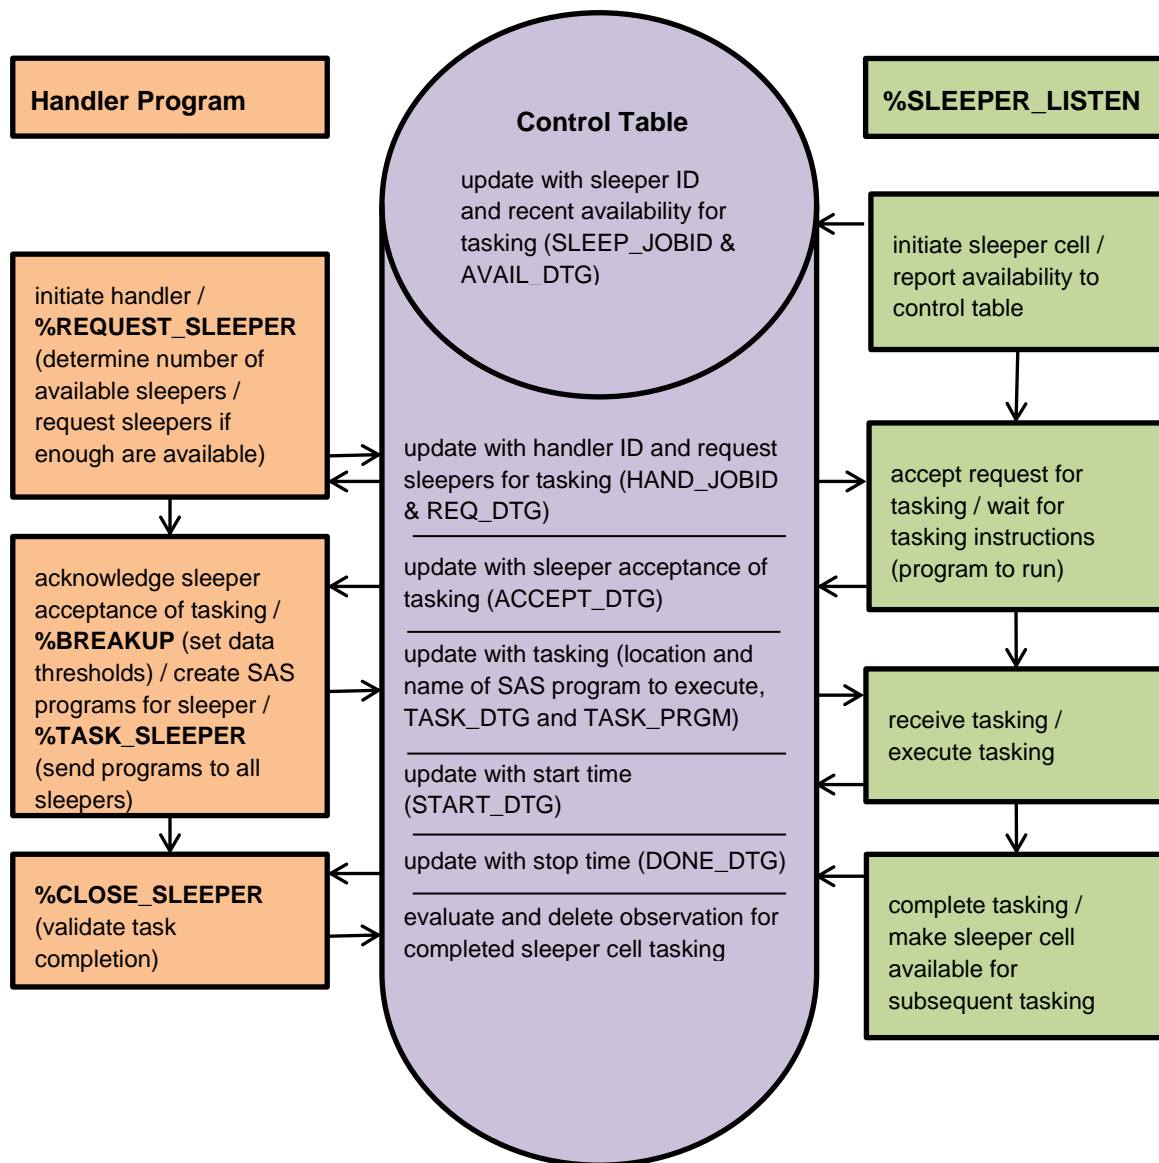 Handler Program
initiate handler /
%REQUEST_SLEEPER
(determine number of
available sleepers /
request sleepers if
enough are available)
acknowledge sleeper
acceptance of tasking /
%BREAKUP (set data
thresholds) / create SAS
programs for sleeper /
%TASK_SLEEPER
(send programs to all
sleepers)
%CLOSE_SLEEPER
(validate task
completion)
Control Table
update with sleeper ID
and recent availability for
tasking (SLEEP_JOBID &
AVAIL_DTG)
update with handler ID and request
sleepers for tasking (HAND_JOBID
& REQ_DTG)
update with sleeper acceptance of
tasking (ACCEPT_DTG)
update with tasking (location and
name of SAS program to execute,
TASK_DTG and TASK_PRGM)
update with start time
(START_DTG)
update with stop time (DONE_DTG)
evaluate and delete observation for
completed sleeper cell tasking
%SLEEPER_LISTEN
initiate sleeper cell /
report availability to
control table
accept request for
tasking / wait for
tasking instructions
(program to run)
receive tasking /
execute tasking
complete tasking /
make sleeper cell
available for
subsequent tasking